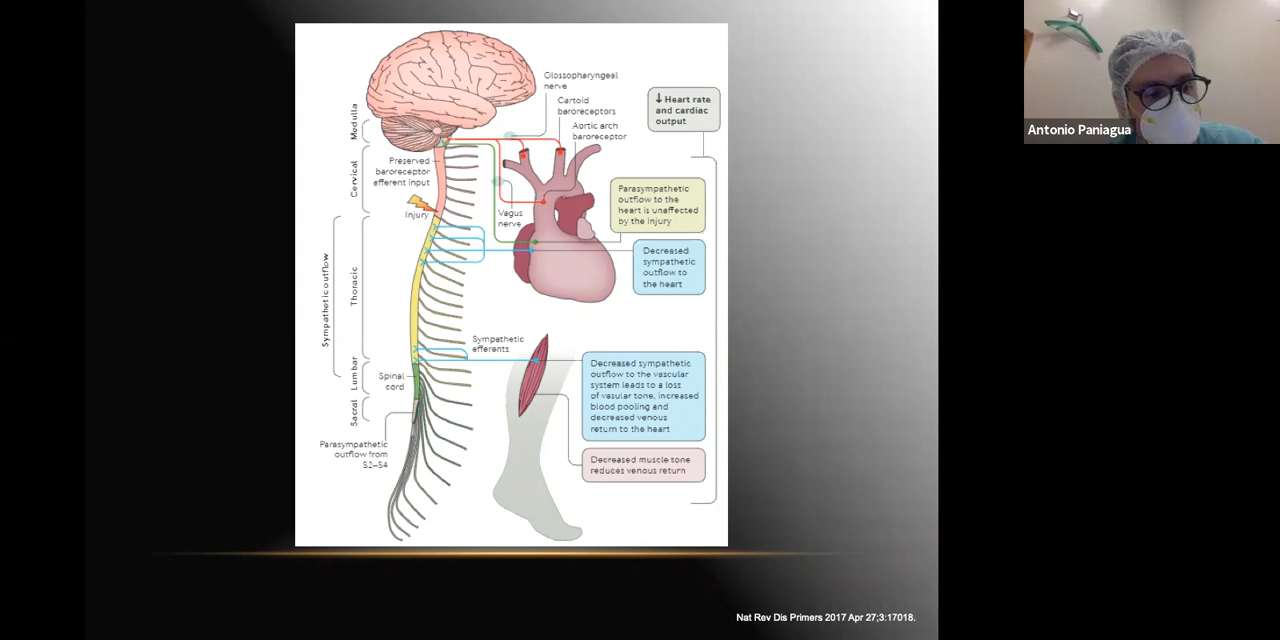 Glossopharyngeal
nerve
Cartoid
baroreceptors
Aortic arch
baroreceptor
↓ Heart rate
and cardiac
output
Antonio Paniagua
Medulla
Cervical
Preserved
baroreceptor
afferent input
Injury
Vagus
nerve
Parasympathetic
outflow to the
heart is unaffected
by the injury
Decreased
sympathetic
outflow to
the heart
Sympathetic outflow
Thoracic
Sympathetic
efferents
Lumbar
Spinal
cord
Sacral
Parasympathetic
outflow from
S2–S4
Decreased sympathetic
outflow to the vascular
system leads to a loss
of vasular tone, increased
blood pooling and
decreased venous
return to the heart
Decreased muscle tone
reduces venous return
Nat Rev Dis Primers 2017 Apr 27;3:17018.